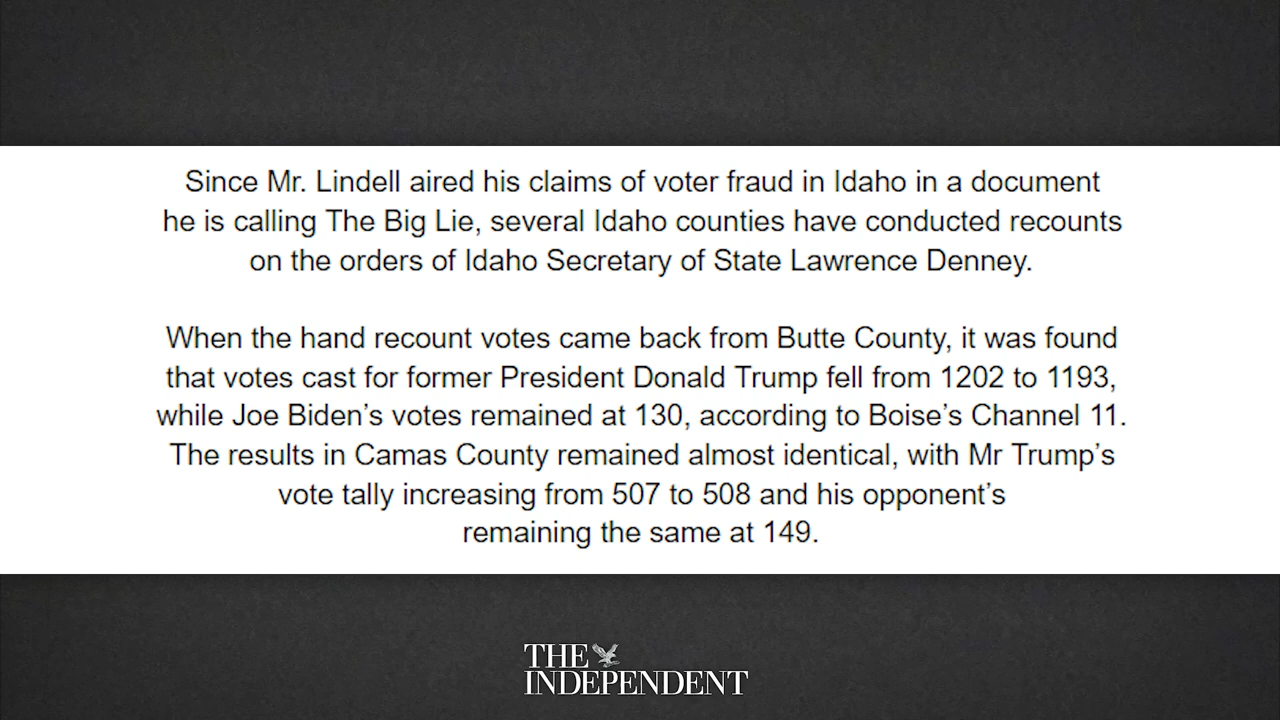 Since Mr. Lindell aired his claims of voter fraud in Idaho in a document
he is calling The Big Lie, several Idaho counties have conducted recounts
on the orders of Idaho Secretary of State Lawrence Denney.
When the hand recount votes came back from Butte County, it was found
that votes cast for former President Donald Trump fell from 1202 to 1193,
while Joe Biden’s votes remained at 130, according to Boise’s Channel 11.
The results in Camas County remained almost identical, with Mr Trump’s
vote tally increasing from 507 to 508 and his opponent’s
remaining the same at 149.
THE
INDEPENDENT